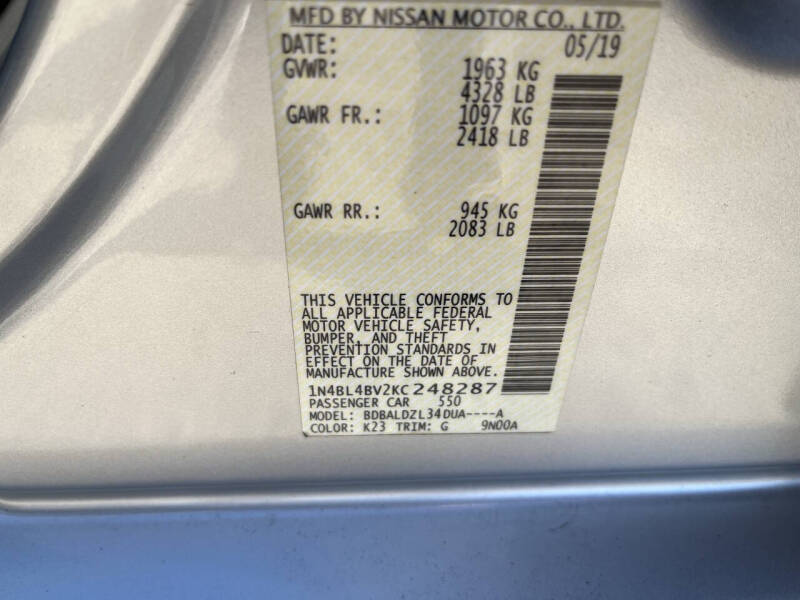 MFD BY NISSAN MOTOR CO., LTD.
DATE: 05/19
GVWR: 1963 KG
4328 LB
GAWR FR.: 1097 KG
2418 LB
GAWR RR.: 945 KG
2083 LB
THIS VEHICLE CONFORMS TO
ALL APPLICABLE FEDERAL
MOTOR VEHICLE SAFETY,
BUMPER, AND THEFT
PREVENTION STANDARDS IN
EFFECT ON THE DATE OF
MANUFACTURE SHOWN ABOVE.
1N4BL4BV2KC248287
PASSENGER CAR 550
MODEL: BDBALDZL34DUA----A
COLOR: K23 TRIM: G 9N00A